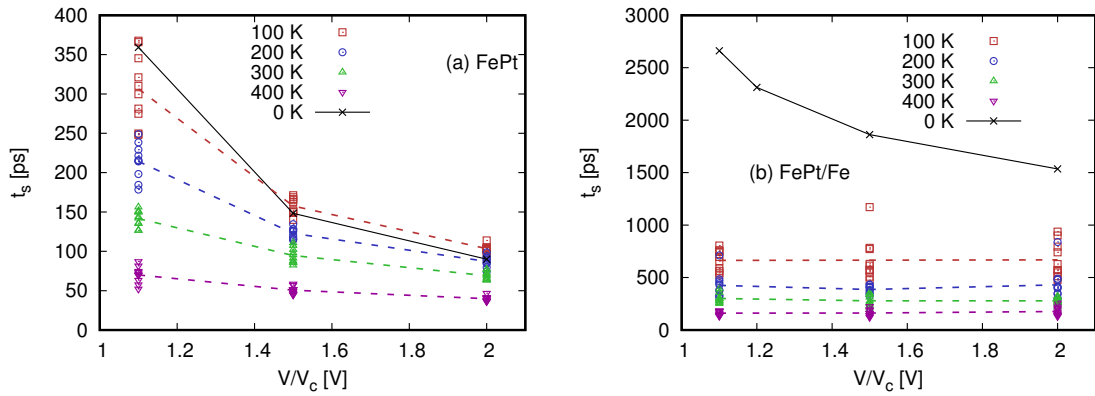 400
350
300
250
200
150
100
50
0
1
1.2
1.4
1.6
1.8
2
t_s [ps]
V/V_c [V]
(a) FePt
100 K
200 K
300 K
400 K
0 K
3000
2500
2000
1500
1000
500
0
1
1.2
1.4
1.6
1.8
2
t_s [ps]
V/V_c [V]
(b) FePt/Fe
100 K
200 K
300 K
400 K
0 K